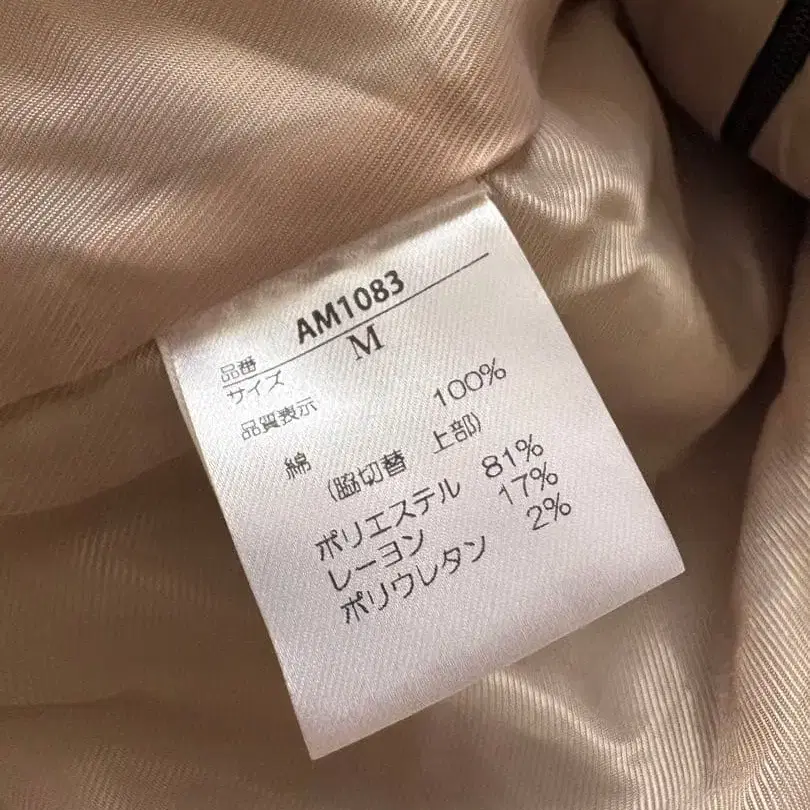 品番 AM1083
サイズ M
品質表示
綿 100%
(脇切替 上部)
ポリエステル 81%
レーヨン 17%
ポリウレタン 2%